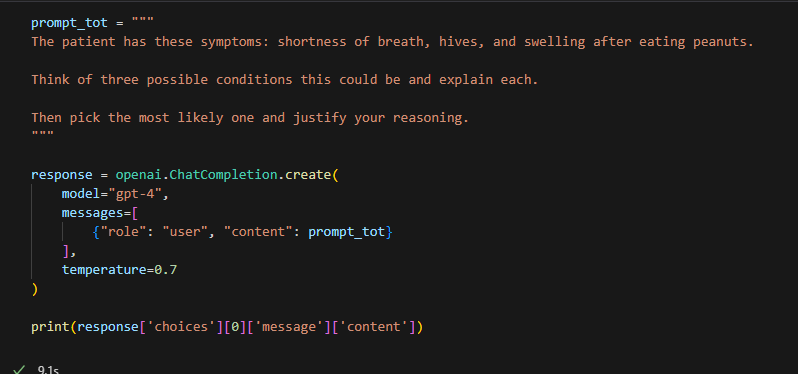 prompt_tot = """
The patient has these symptoms: shortness of breath, hives, and swelling after eating peanuts.
Think of three possible conditions this could be and explain each.
Then pick the most likely one and justify your reasoning.
"""
response = openai.ChatCompletion.create(
    model="gpt-4",
    messages=[
        {"role": "user", "content": prompt_tot}
    ],
    temperature=0.7
)
print(response['choices'][0]['message']['content'])
9.1s